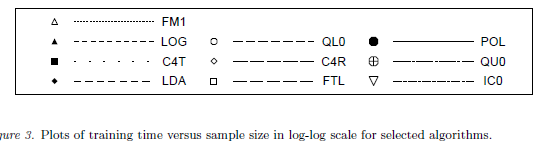 FM1
LOG QL0 POL
C4T C4R QU0
LDA FTL IC0
gure 3. Plots of training time versus sample size in log-log scale for selected algorithms.